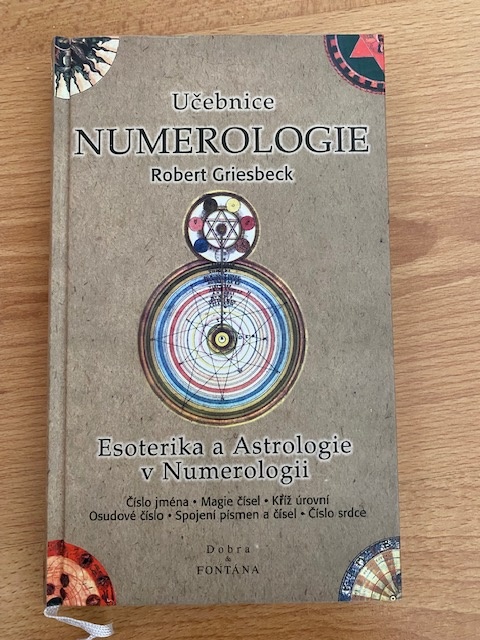 Učebnice
NUMEROLOGIE
Robert Griesbeck
Esoterika a Astrologie
v Numerologii
Číslo jména • Magie čísel • Kříž úrovní
Osudové číslo • Spojení písmen a čísel • Číslo srdce
Dobra
&
FONTÁNA